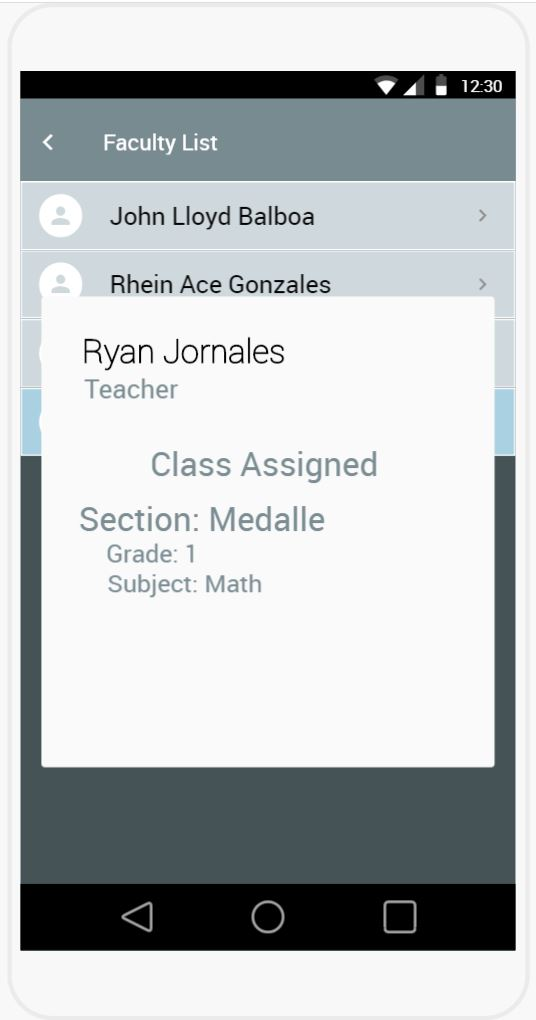 12:30
Faculty List
John Lloyd Balboa
Rhein Ace Gonzales
Ryan Jornales
Teacher
Class Assigned
Section: Medalle
Grade: 1
Subject: Math